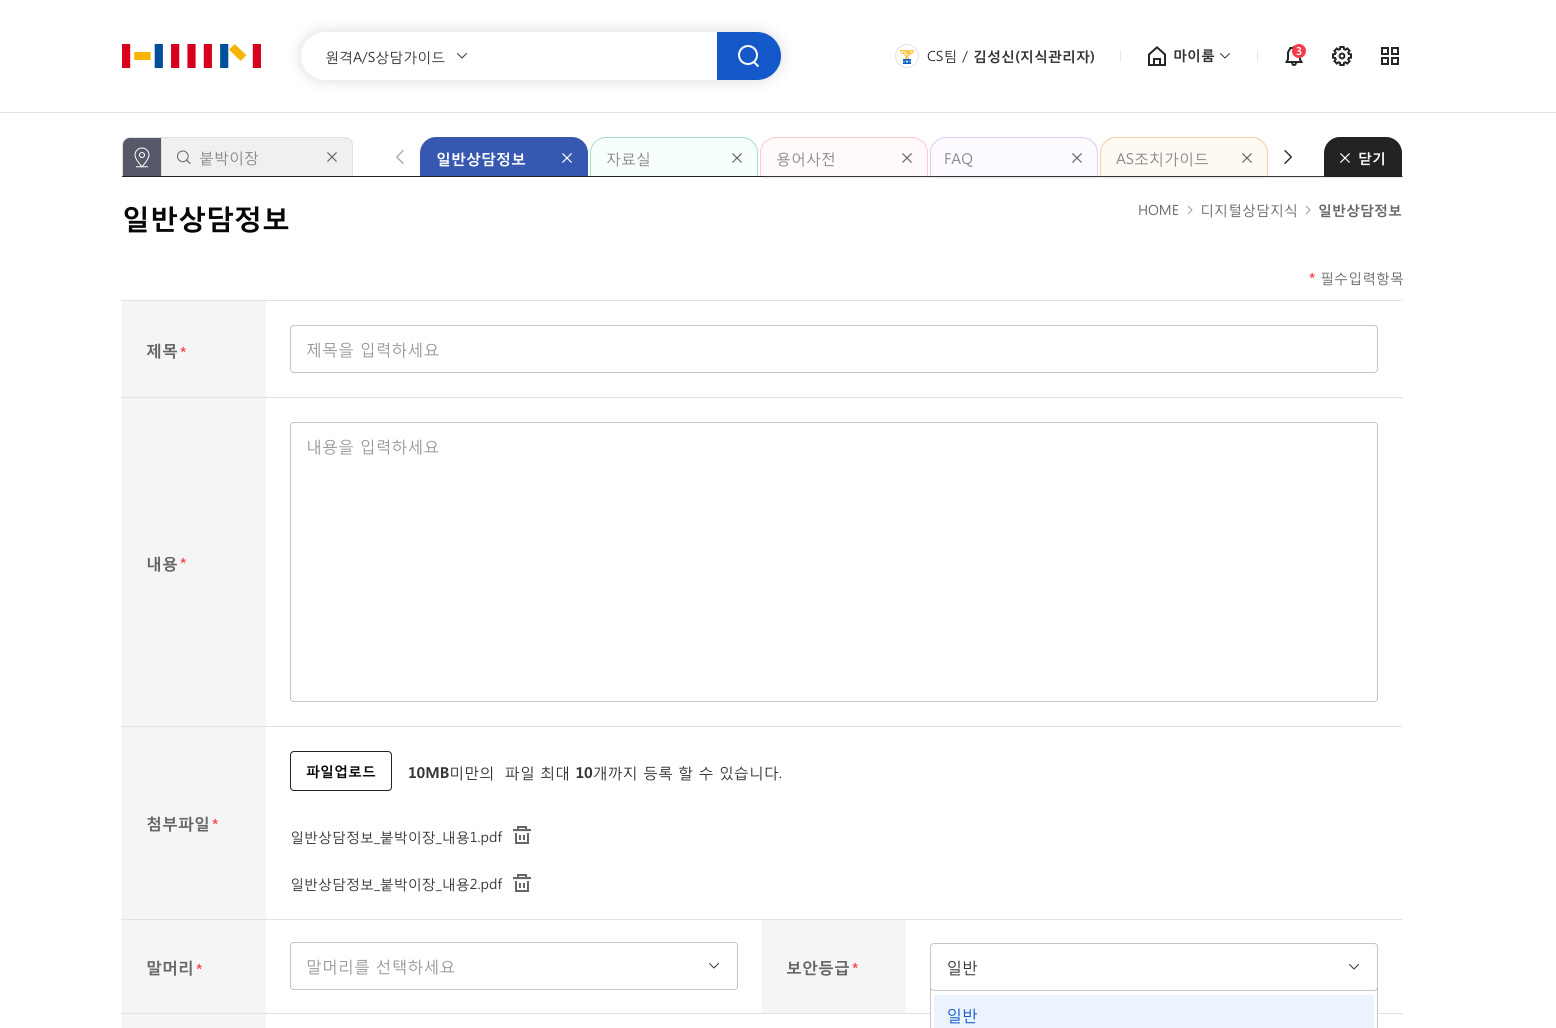 원격A/S상담가이드
CS팀 / 김성신(지식관리자)
마이룸
3
붙박이장
일반상담정보
자료실
용어사전
FAQ
AS조치가이드
닫기
일반상담정보
HOME > 디지털상담지식 > 일반상담정보
* 필수입력항목
제목*
제목을 입력하세요
내용*
내용을 입력하세요
첨부파일*
파일업로드
10MB미만의 파일 최대 10개까지 등록 할 수 있습니다.
일반상담정보_붙박이장_내용1.pdf
일반상담정보_붙박이장_내용2.pdf
말머리*
말머리를 선택하세요
보안등급*
일반
일반